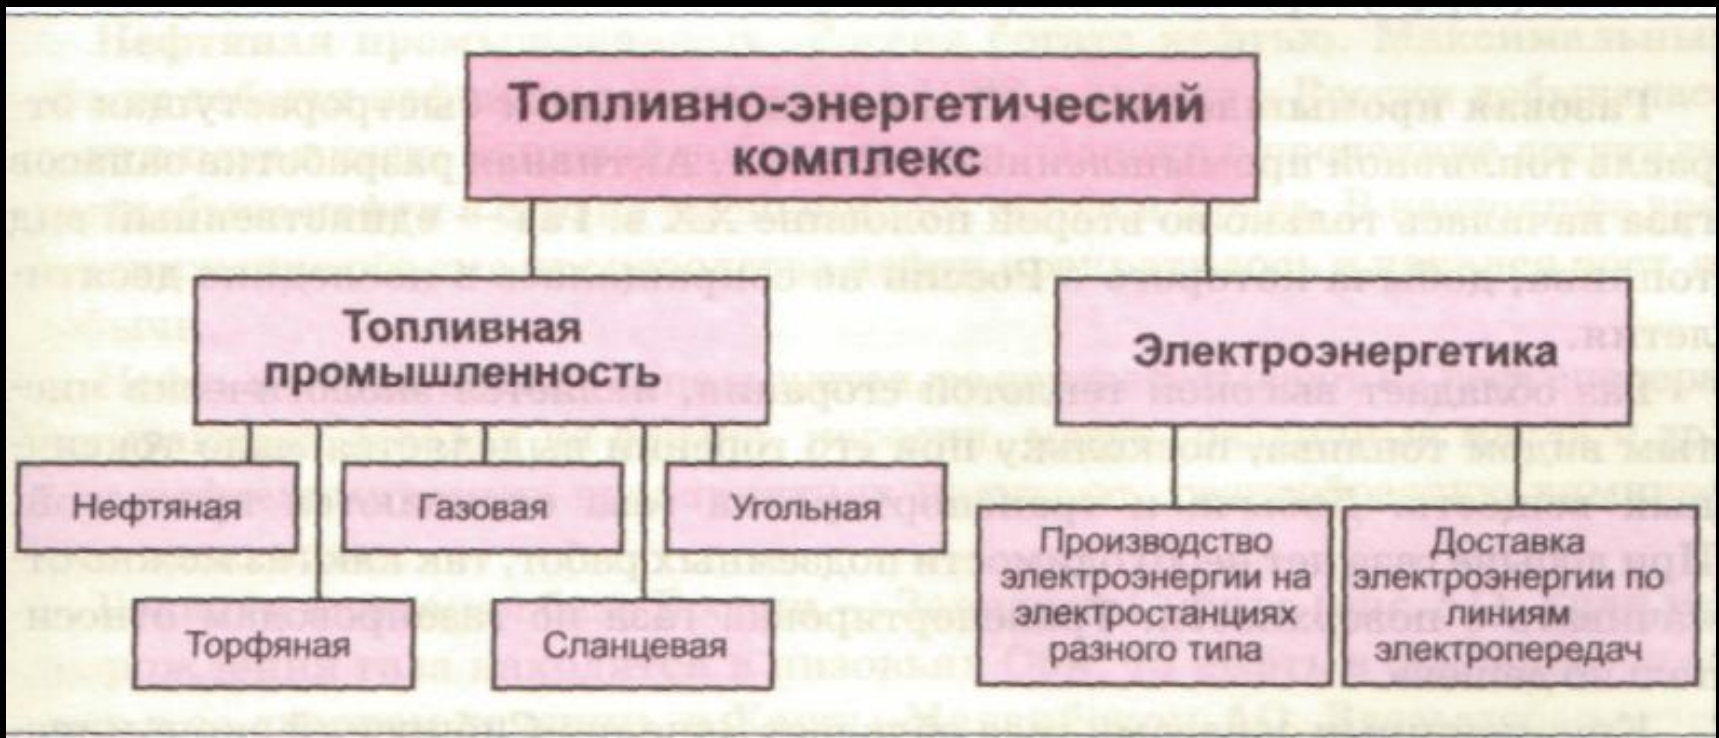 Топливно-энергетический
комплекс
Топливная
промышленность
Электроэнергетика
Нефтяная
Газовая
Угольная
Торфяная
Сланцевая
Производство
электроэнергии на
электростанциях
разного типа
Доставка
электроэнергии по
линиям
электропередач